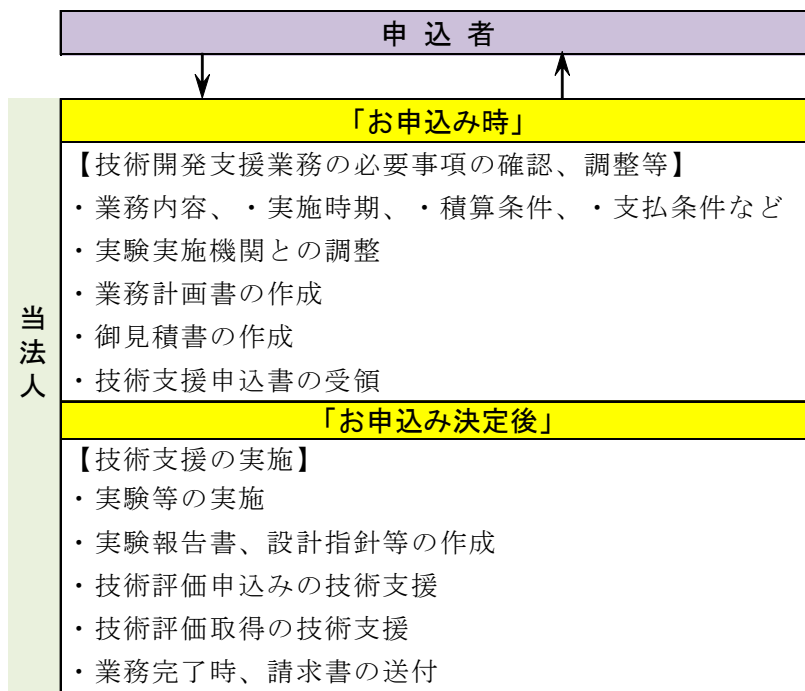 申込者
当法人
「お申込み時」
【技術開発支援業務の必要事項の確認、調整等】
・業務内容、・実施時期、・積算条件、・支払条件など
・実験実施機関との調整
・業務計画書の作成
・御見積書の作成
・技術支援申込書の受領
「お申込み決定後」
【技術支援の実施】
・実験等の実施
・実験報告書、設計指針等の作成
・技術評価申込みの技術支援
・技術評価取得の技術支援
・業務完了時、請求書の送付